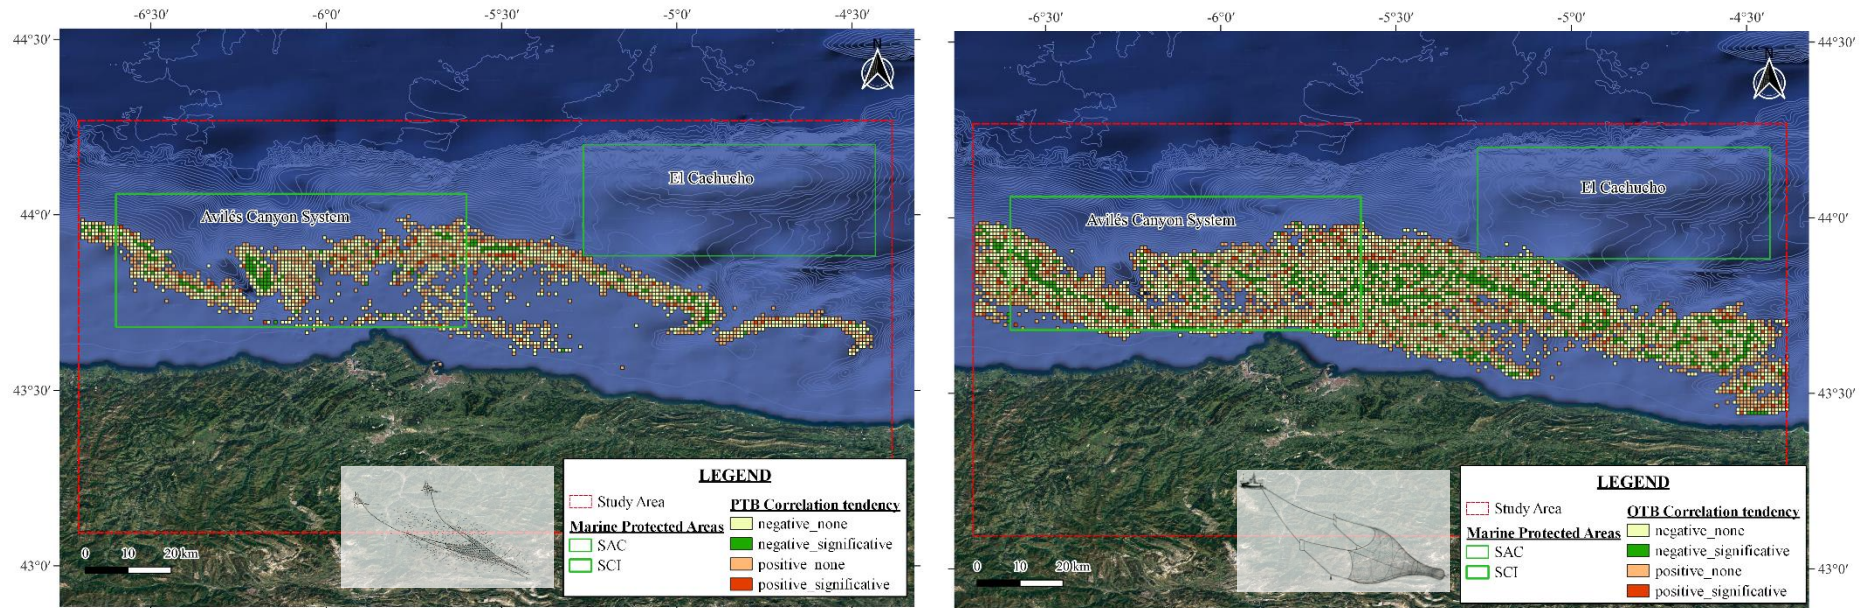 -6°30′ -6°0′ -5°30′ -5°0′ -4°30′
44°30′
N
El Cachucho
44°0′
Avilés Canyon System
43°30′
43°0′
0 10 20 km
LEGEND
Study Area
Marine Protected Areas
SAC
SCI
PTB Correlation tendency
negative_none
negative_significative
positive_none
positive_significative
-6°30′ -6°0′ -5°30′ -5°0′ -4°30′
44°30′
N
El Cachucho
44°0′
Avilés Canyon System
43°30′
43°0′
0 10 20 km
LEGEND
Study Area
Marine Protected Areas
SAC
SCI
OTB Correlation tendency
negative_none
negative_significative
positive_none
positive_significative